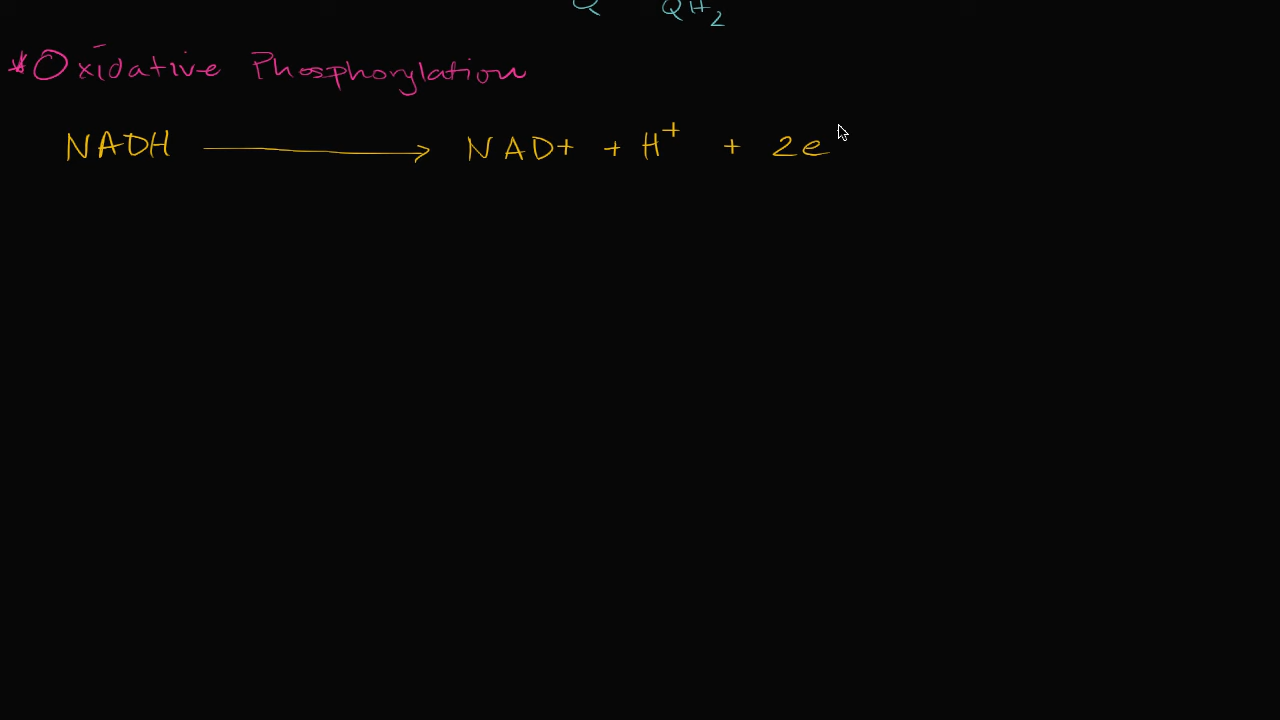 Q QH2
*Oxidative Phosphorylation
NADH → NAD+ + H⁺ + 2e